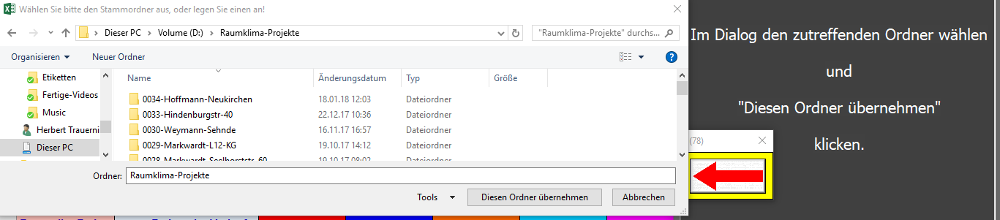 Wählen Sie bitte den Stammordner aus, oder legen Sie einen an!
Dieser PC > Volume (D:) > Raumklima-Projekte
"Raumklima-Projekte" durchs...
Organisieren
Neuer Ordner
?
Etiketten
Fertige-Videos
Music
Herbert Trauerni
Dieser PC
Name Änderungsdatum Typ Größe
0034-Hoffmann-Neukirchen 18.01.18 12:03 Dateiordner
0033-Hindenburgstr-40 22.12.17 10:36 Dateiordner
0030-Weymann-Sehnde 16.11.17 16:57 Dateiordner
0029-Markwardt-L12-KG 19.10.17 14:12 Dateiordner
0028-Markwardt-Seelhorststr-60 19.10.17 08:02 Dateiordner
Ordner: Raumklima-Projekte
Tools
Diesen Ordner übernehmen
Abbrechen
Im Dialog den zutreffenden Ordner wählen
und
"Diesen Ordner übernehmen"
klicken.
(78)